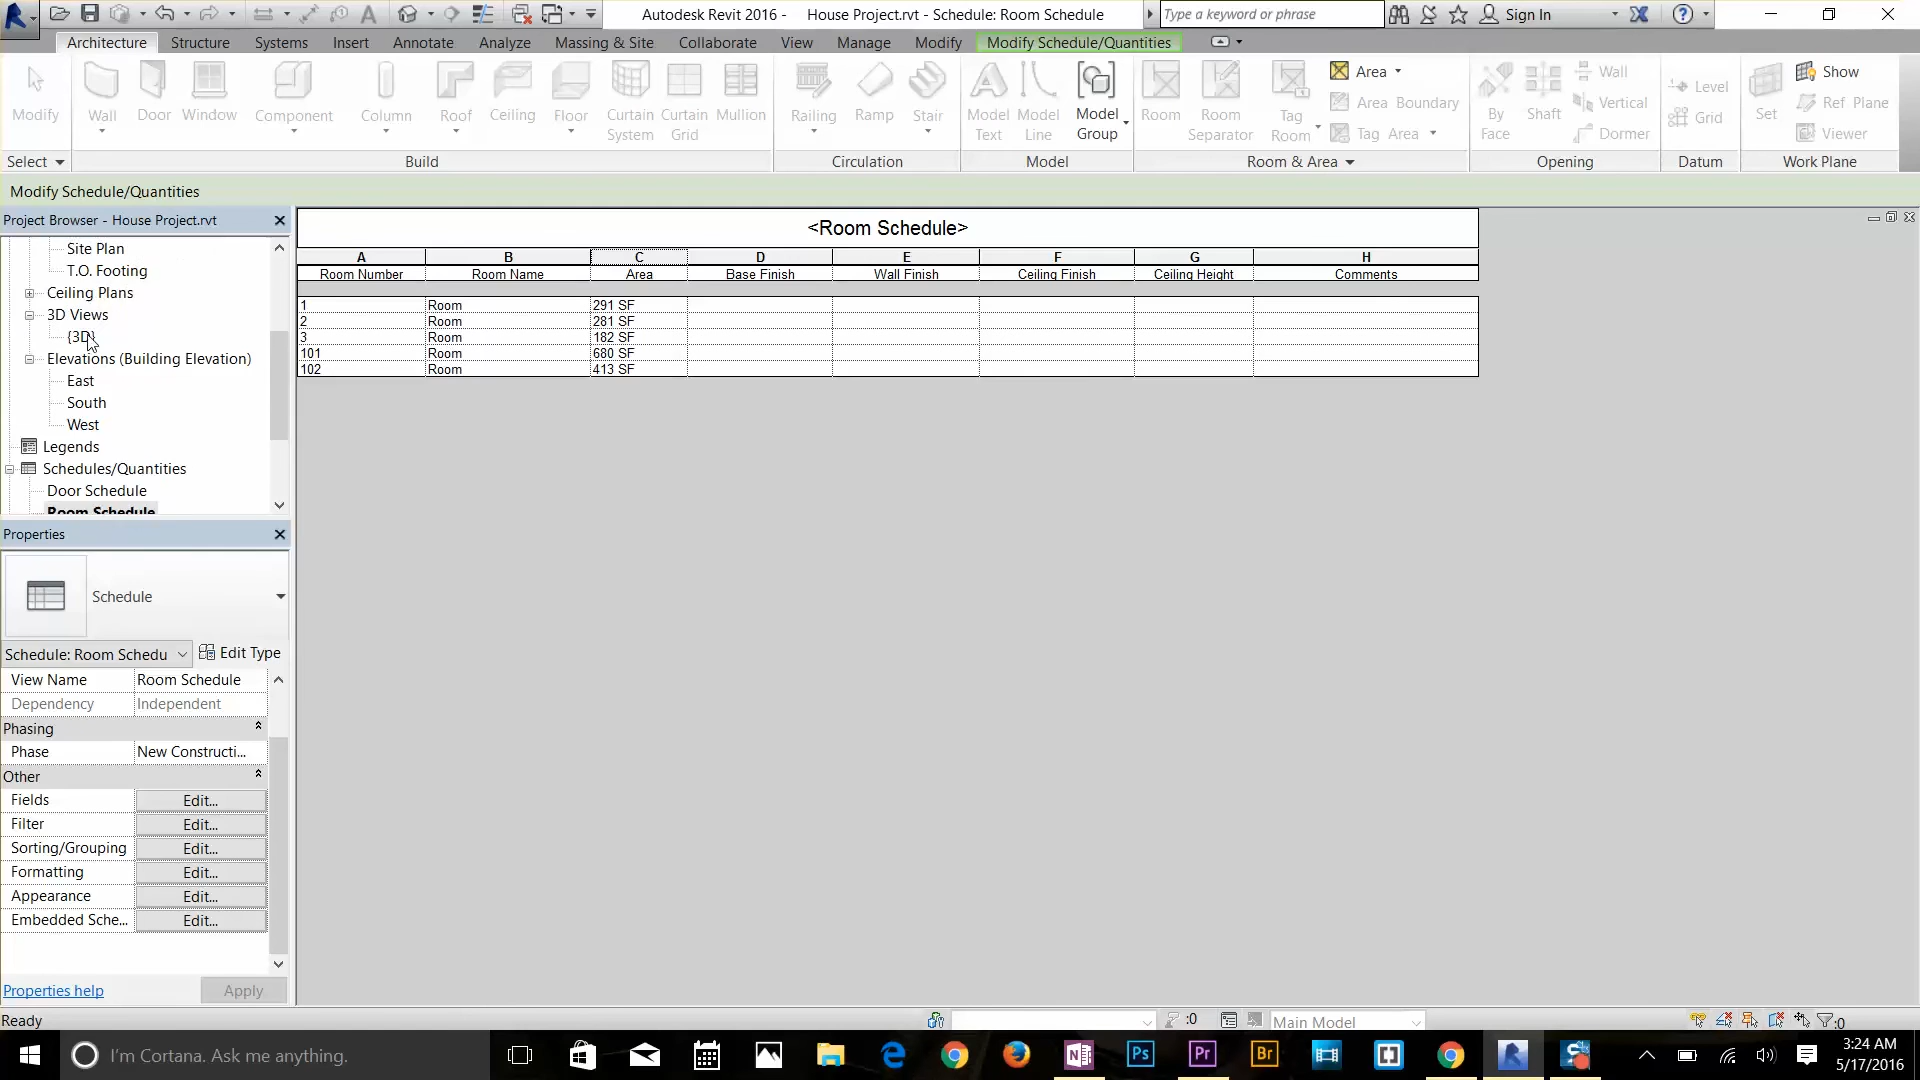 Autodesk Revit 2016 -     House Project.rvt - Schedule: Room Schedule
Type a keyword or phrase
Sign In
Architecture
Structure
Systems
Insert
Annotate
Analyze
Massing & Site
Collaborate
View
Manage
Modify
Modify Schedule/Quantities
Modify
Wall
Door
Window
Component
Column
Roof
Ceiling
Floor
Curtain System
Curtain Grid
Mullion
Railing
Ramp
Stair
Model Text
Model Line
Model Group
Room
Room Separator
Tag Room
Area
Area Boundary
Tag Area
By Face
Shaft
Wall
Vertical
Dormer
Level
Grid
Set
Show
Ref Plane
Viewer
Select
Build
Circulation
Model
Room & Area
Opening
Datum
Work Plane
Modify Schedule/Quantities
Project Browser - House Project.rvt
Site Plan
T.O. Footing
Ceiling Plans
3D Views
{3D}
Elevations (Building Elevation)
East
South
West
Legends
Schedules/Quantities
Door Schedule
Room Schedule
<Room Schedule>
A B C D E F G H
Room Number Room Name Area Base Finish Wall Finish Ceiling Finish Ceiling Height Comments
1 Room 291 SF
2 Room 281 SF
3 Room 182 SF
101 Room 680 SF
102 Room 413 SF
Properties
Schedule
Schedule: Room Schedu
Edit Type
View Name Room Schedule
Dependency Independent
Phasing
Phase New Constructi...
Other
Fields Edit...
Filter Edit...
Sorting/Grouping Edit...
Formatting Edit...
Appearance Edit...
Embedded Sche... Edit...
Properties help
Apply
Ready
:0
Main Model
:0
I'm Cortana. Ask me anything.
N
Ps
Pr
Br
3:24 AM
5/17/2016